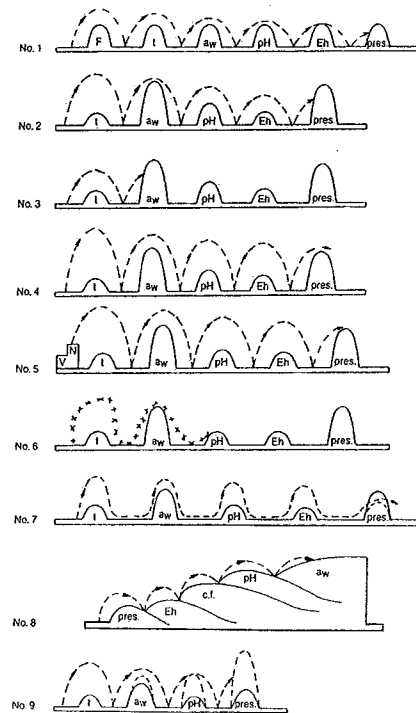 No. 1 F t aw pH Eh pres.
No. 2 t aw pH Eh pres.
No. 3 t aw pH Eh pres.
No. 4 t aw pH Eh pres.
No. 5 V N t aw pH Eh pres.
No. 6 t aw pH Eh pres.
No. 7 t aw pH Eh pres.
No. 8 pres. Eh c.f. pH aw
No. 9 t aw pH pres.